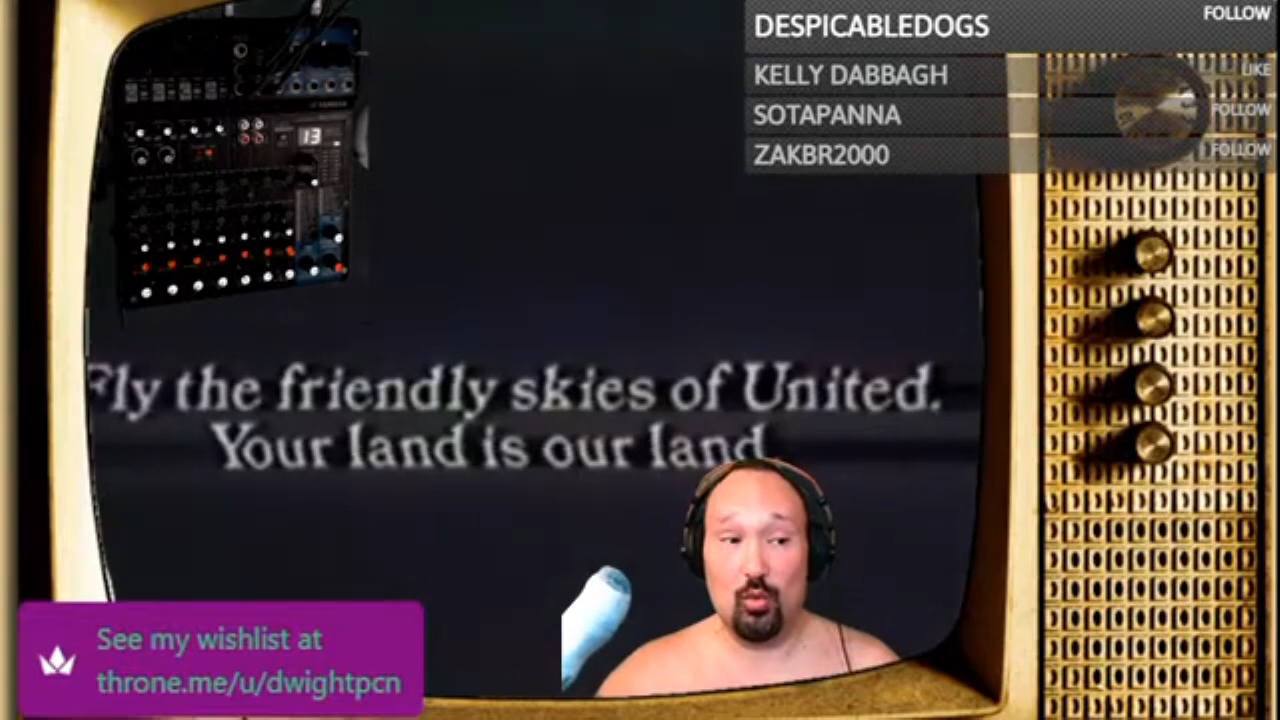 DESPICABLEDOGS FOLLOW
KELLY DABBAGH LIKE
SOTAPANNA FOLLOW
ZAKBR2000 FOLLOW
13
Fly the friendly skies of United.
Your land is our land
See my wishlist at
throne.me/u/dwightpcn